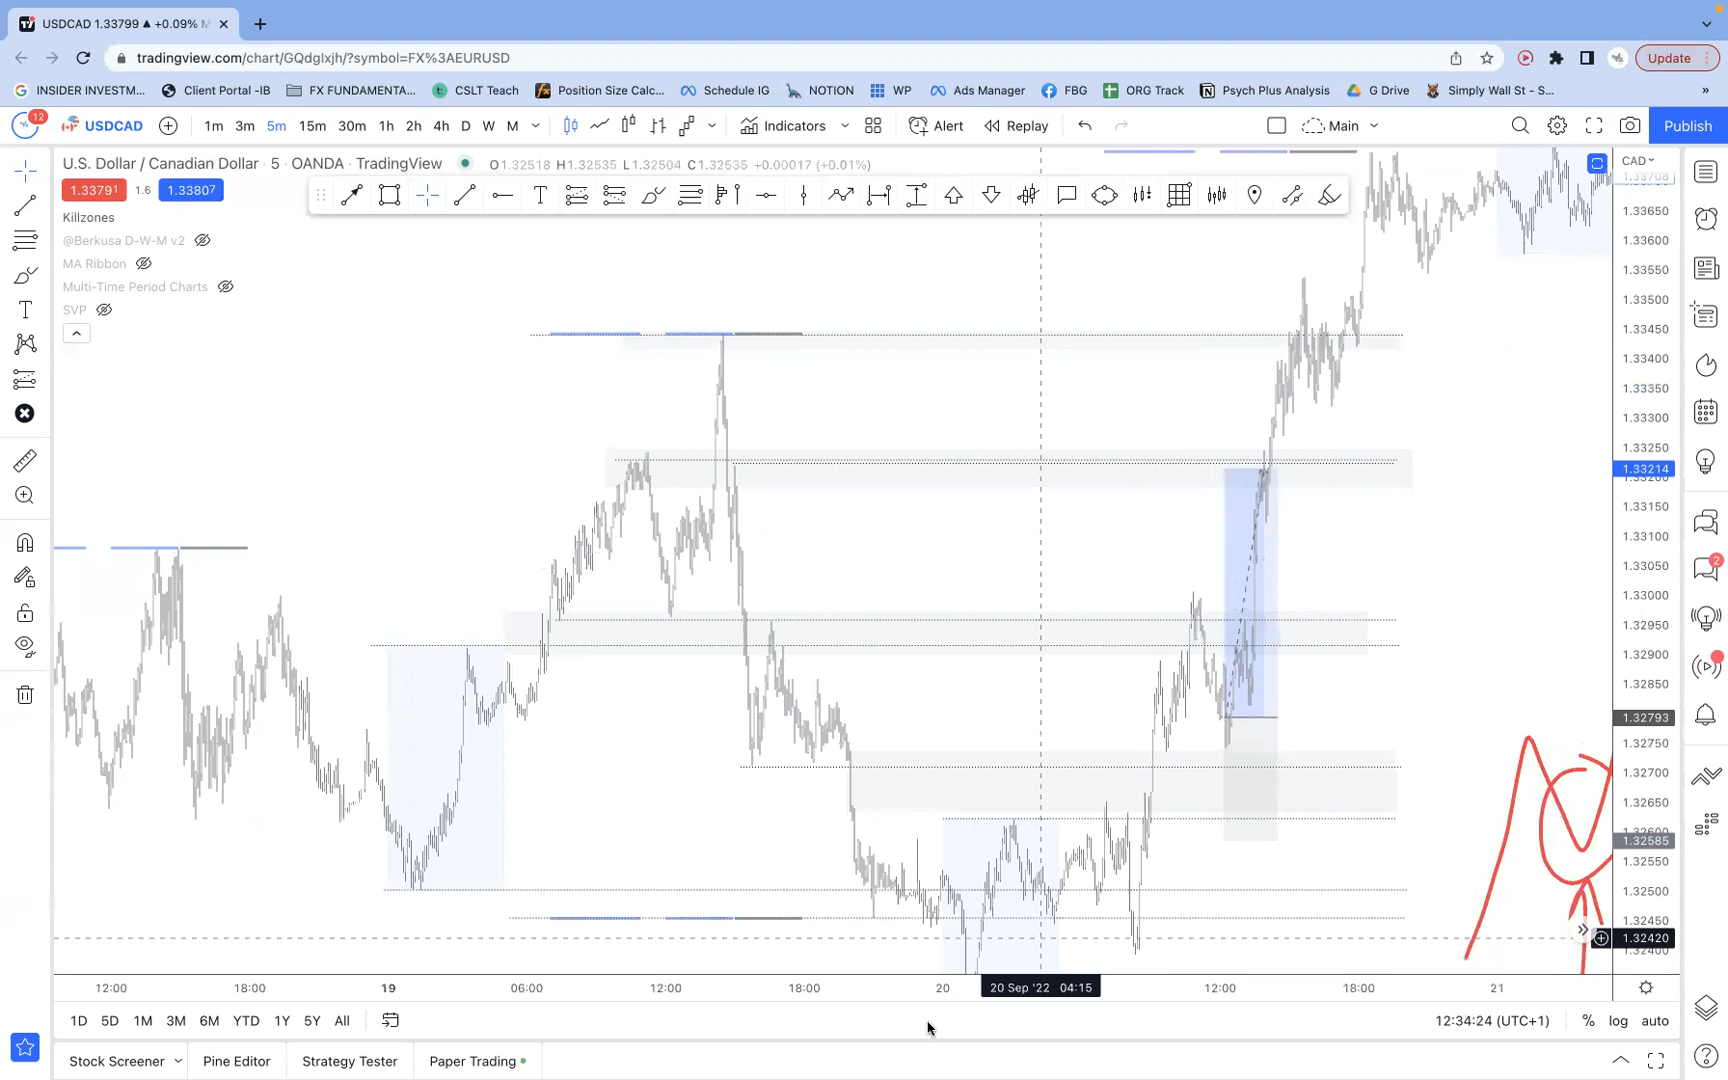 USDCAD 1.33799 ▲ +0.09% M
tradingview.com/chart/GQdglxjh/?symbol=FX%3AEURUSD
Update
INSIDER INVESTM...
Client Portal -IB
FX FUNDAMENTA...
CSLT Teach
Position Size Calc...
Schedule IG
NOTION
WP
Ads Manager
FBG
ORG Track
Psych Plus Analysis
G Drive
Simply Wall St - S...
»
12
USDCAD
1m 3m 5m 15m 30m 1h 2h 4h D W M
Indicators
Alert
Replay
Main
Publish
U.S. Dollar / Canadian Dollar · 5 · OANDA · TradingView
O1.32518 H1.32535 L1.32504 C1.32535 +0.00017 (+0.01%)
CAD
1.33791 1.6 1.33807
Killzones
@Berkusa D-W-M v2
MA Ribbon
Multi-Time Period Charts
SVP
1.33708
1.33650
1.33600
1.33550
1.33500
1.33450
1.33400
1.33350
1.33300
1.33250
1.33214
1.33200
1.33150
1.33100
1.33050
1.33000
1.32950
1.32900
1.32850
1.32793
1.32750
1.32700
1.32650
1.32600
1.32585
1.32550
1.32500
1.32450
1.32420
1.32400
2
12:00 18:00 19 06:00 12:00 18:00 20 20 Sep '22 04:15 12:00 18:00 21
1D 5D 1M 3M 6M YTD 1Y 5Y All
12:34:24 (UTC+1) % log auto
Stock Screener Pine Editor Strategy Tester Paper Trading